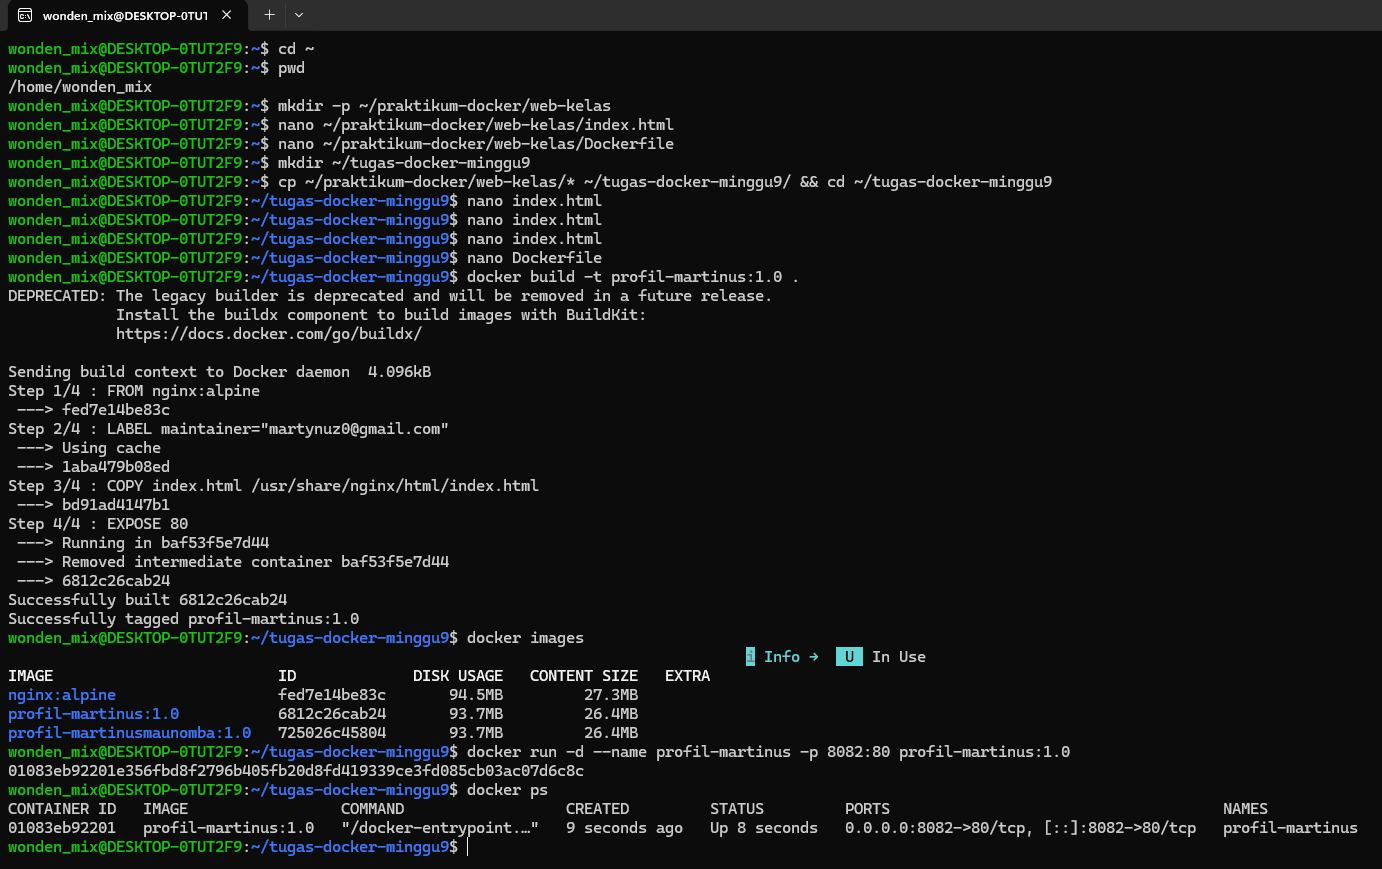 wonden_mix@DESKTOP-0TUT
wonden_mix@DESKTOP-0TUT2F9:~$ cd ~
wonden_mix@DESKTOP-0TUT2F9:~$ pwd
/home/wonden_mix
wonden_mix@DESKTOP-0TUT2F9:~$ mkdir -p ~/praktikum-docker/web-kelas
wonden_mix@DESKTOP-0TUT2F9:~$ nano ~/praktikum-docker/web-kelas/index.html
wonden_mix@DESKTOP-0TUT2F9:~$ nano ~/praktikum-docker/web-kelas/Dockerfile
wonden_mix@DESKTOP-0TUT2F9:~$ mkdir ~/tugas-docker-minggu9
wonden_mix@DESKTOP-0TUT2F9:~$ cp ~/praktikum-docker/web-kelas/* ~/tugas-docker-minggu9/ && cd ~/tugas-docker-minggu9
wonden_mix@DESKTOP-0TUT2F9:~/tugas-docker-minggu9$ nano index.html
wonden_mix@DESKTOP-0TUT2F9:~/tugas-docker-minggu9$ nano index.html
wonden_mix@DESKTOP-0TUT2F9:~/tugas-docker-minggu9$ nano index.html
wonden_mix@DESKTOP-0TUT2F9:~/tugas-docker-minggu9$ nano Dockerfile
wonden_mix@DESKTOP-0TUT2F9:~/tugas-docker-minggu9$ docker build -t profil-martinus:1.0 .
DEPRECATED: The legacy builder is deprecated and will be removed in a future release.
            Install the buildx component to build images with BuildKit:
            https://docs.docker.com/go/buildx/
Sending build context to Docker daemon  4.096kB
Step 1/4 : FROM nginx:alpine
 ---> fed7e14be83c
Step 2/4 : LABEL maintainer="martynuz0@gmail.com"
 ---> Using cache
 ---> 1aba479b08ed
Step 3/4 : COPY index.html /usr/share/nginx/html/index.html
 ---> bd91ad4147b1
Step 4/4 : EXPOSE 80
 ---> Running in baf53f5e7d44
 ---> Removed intermediate container baf53f5e7d44
 ---> 6812c26cab24
Successfully built 6812c26cab24
Successfully tagged profil-martinus:1.0
wonden_mix@DESKTOP-0TUT2F9:~/tugas-docker-minggu9$ docker images
i Info →   U  In Use
IMAGE                         ID             DISK USAGE   CONTENT SIZE   EXTRA
nginx:alpine                  fed7e14be83c       94.5MB         27.3MB
profil-martinus:1.0           6812c26cab24       93.7MB         26.4MB
profil-martinusmaunomba:1.0   725026c45804       93.7MB         26.4MB
wonden_mix@DESKTOP-0TUT2F9:~/tugas-docker-minggu9$ docker run -d --name profil-martinus -p 8082:80 profil-martinus:1.0
01083eb92201e356fbd8f2796b405fb20d8fd419339ce3fd085cb03ac07d6c8c
wonden_mix@DESKTOP-0TUT2F9:~/tugas-docker-minggu9$ docker ps
CONTAINER ID   IMAGE                 COMMAND                  CREATED         STATUS         PORTS                                     NAMES
01083eb92201   profil-martinus:1.0   "/docker-entrypoint.…"   9 seconds ago   Up 8 seconds   0.0.0.0:8082->80/tcp, [::]:8082->80/tcp   profil-martinus
wonden_mix@DESKTOP-0TUT2F9:~/tugas-docker-minggu9$